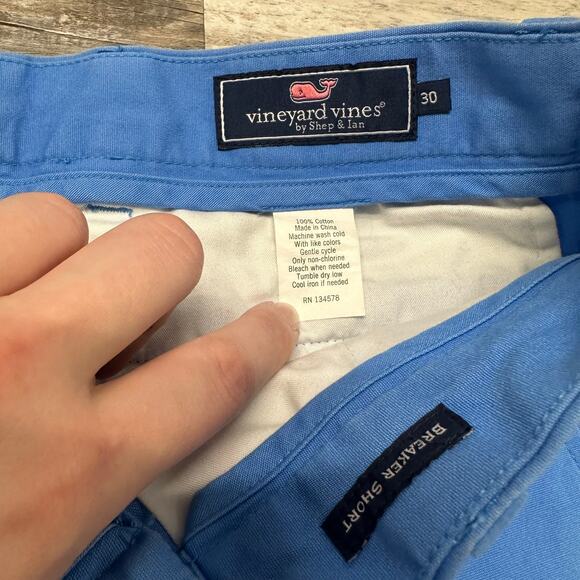 vineyard vines®
by Shep & Ian
30
100% Cotton
Made in China
Machine wash cold
With like colors
Gentle cycle
Only non-chlorine
Bleach when needed
Tumble dry low
Cool iron if needed
RN 134578
BREAKER SHORT